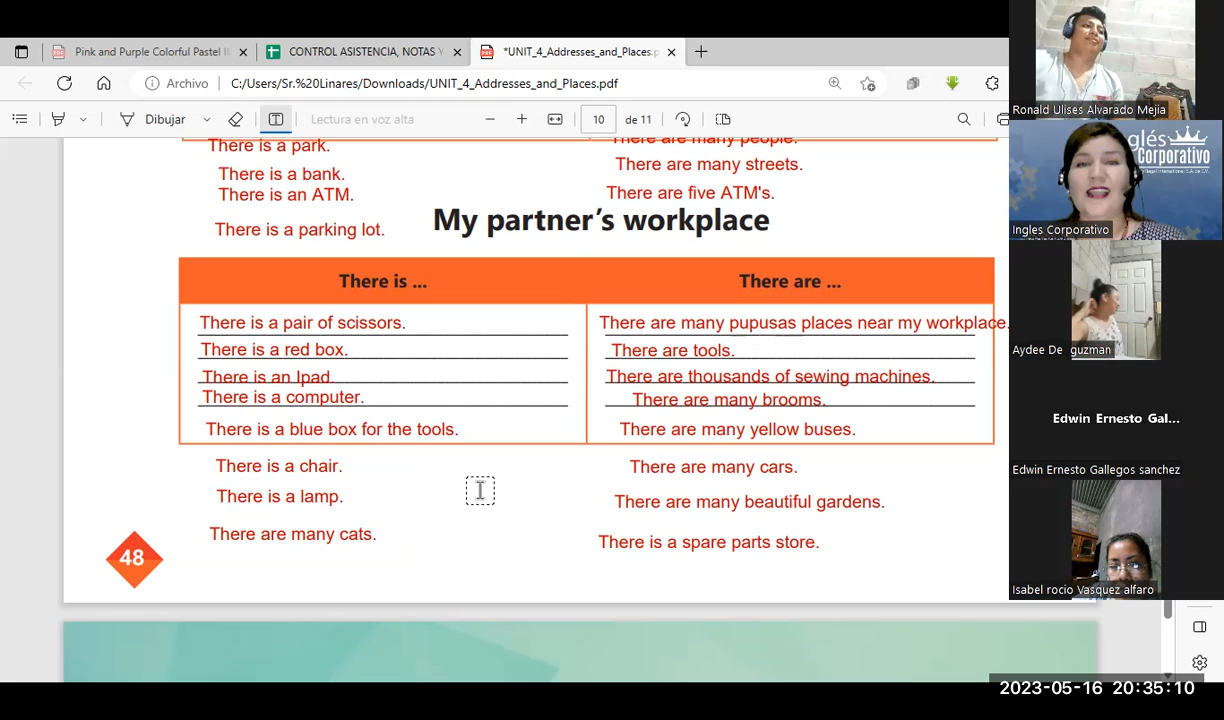 Pink and Purple Colorful Pastel Il
CONTROL ASISTENCIA, NOTAS Y
*UNIT_4_Addresses_and_Places.p
Archivo
C:/Users/Sr.%20Linares/Downloads/UNIT_4_Addresses_and_Places.pdf
Dibujar
Lectura en voz alta
10
de 11
There is a park.
There are many people.
There is a bank.
There are many streets.
There is an ATM.
There are five ATM's.
There is a parking lot.
My partner's workplace
There is ...
There are ...
There is a pair of scissors.
There are many pupusas places near my workplace.
There is a red box.
There are tools.
There is an Ipad.
There are thousands of sewing machines.
There is a computer.
There are many brooms.
There is a blue box for the tools.
There are many yellow buses.
There is a chair.
There are many cars.
There is a lamp.
There are many beautiful gardens.
There are many cats.
There is a spare parts store.
48
Ronald Ulises Alvarado Mejia
glés
Corporativo
Ingles Corporativo
Aydee De guzman
Edwin Ernesto Gal...
Edwin Ernesto Gallegos sanchez
Isabel rocio Vasquez alfaro
2023-05-16 20:35:10